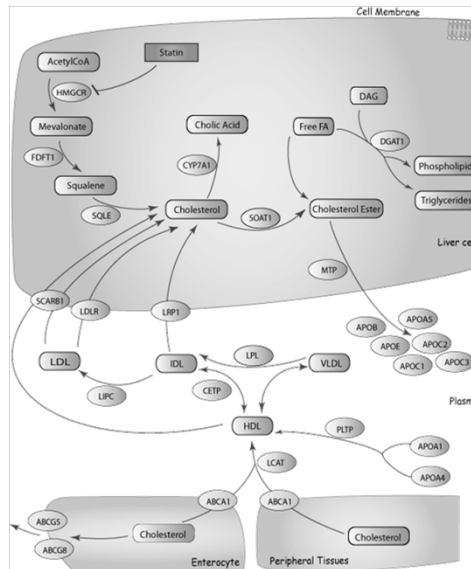 Cell Membrane
AcetylCoA
Statin
HMGCR
DAG
Mevalonate
Cholic Acid
Free FA
FDFT1
DGAT1
CYP7A1
Phospholipid
Squalene
SQLE
Cholesterol
SOAT1
Cholesterol Ester
Triglycerides
Liver ce
MTP
SCARB1
LDLR
LRP1
APOA5
APOB
APOE
APOC2
APOC1
APOC3
LDL
IDL
LPL
VLDL
LIPC
CETP
Plasm
HDL
PLTP
APOA1
LCAT
APOA4
ABCA1
ABCA1
ABCG5
Cholesterol
Cholesterol
ABCG8
Enterocyte
Peripheral Tissues